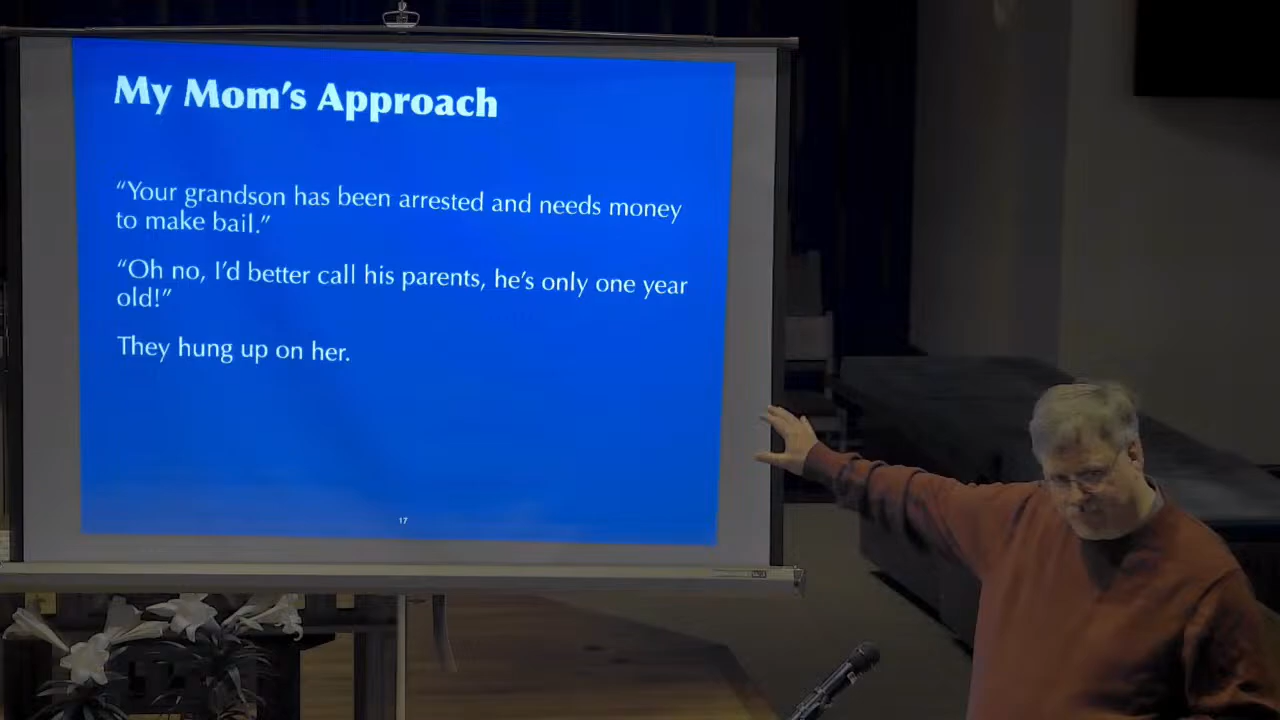 My Mom’s Approach
“Your grandson has been arrested and needs money
to make bail.”
“Oh no, I’d better call his parents, he’s only one year
old!”
They hung up on her.
17